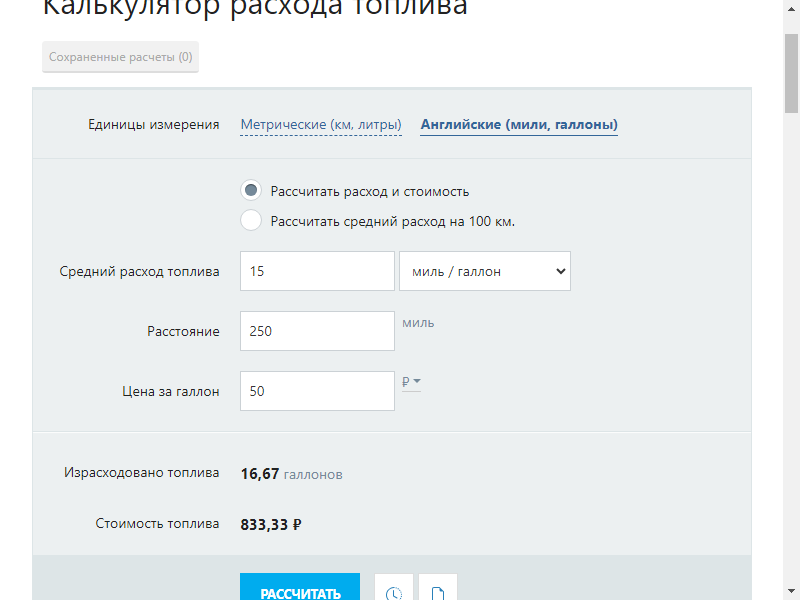 Калькулятор расхода топлива
Сохраненные расчеты (0)
Единицы измерения Метрические (км, литры) Английские (мили, галлоны)
Рассчитать расход и стоимость
Рассчитать средний расход на 100 км.
Средний расход топлива 15 миль / галлон
Расстояние 250 миль
Цена за галлон 50 ₽
Израсходовано топлива 16,67 галлонов
Стоимость топлива 833,33 ₽
РАССЧИТАТЬ